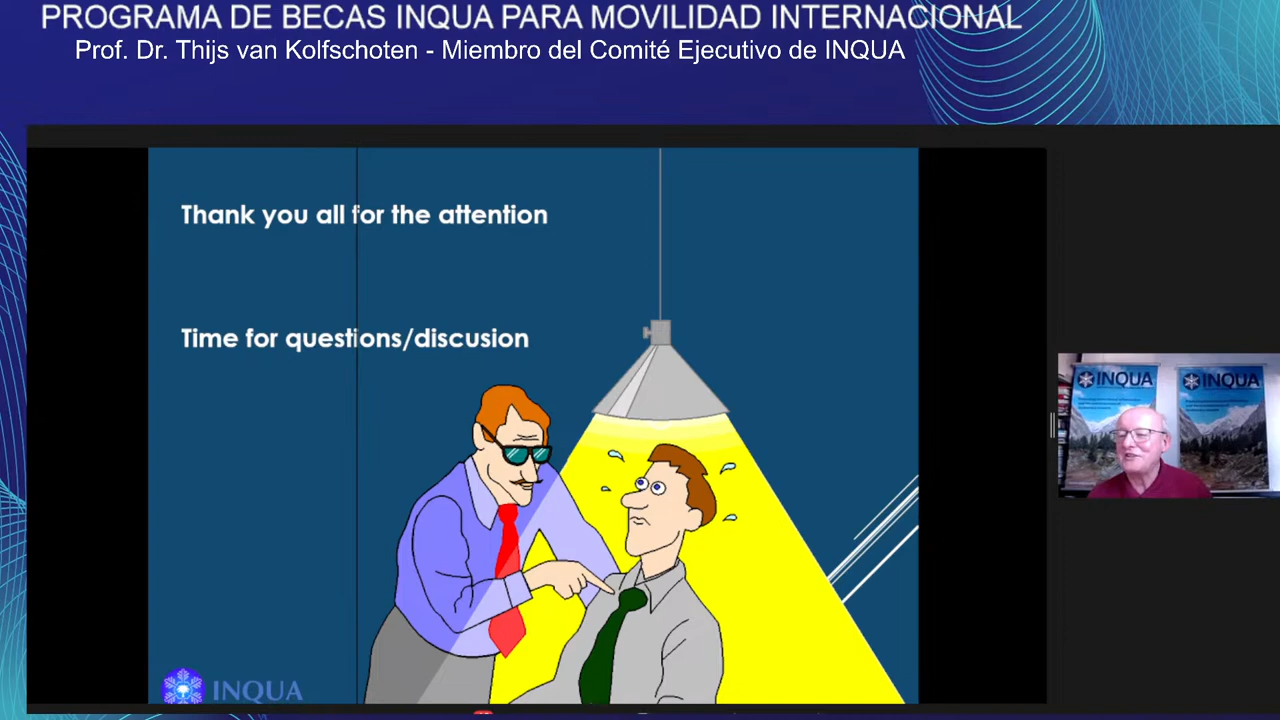 PROGRAMA DE BECAS INQUA PARA MOVILIDAD INTERNACIONAL
Prof. Dr. Thijs van Kolfschoten - Miembro del Comité Ejecutivo de INQUA
Thank you all for the attention
Time for questions/discusion
INQUA
INQUA
INQUA